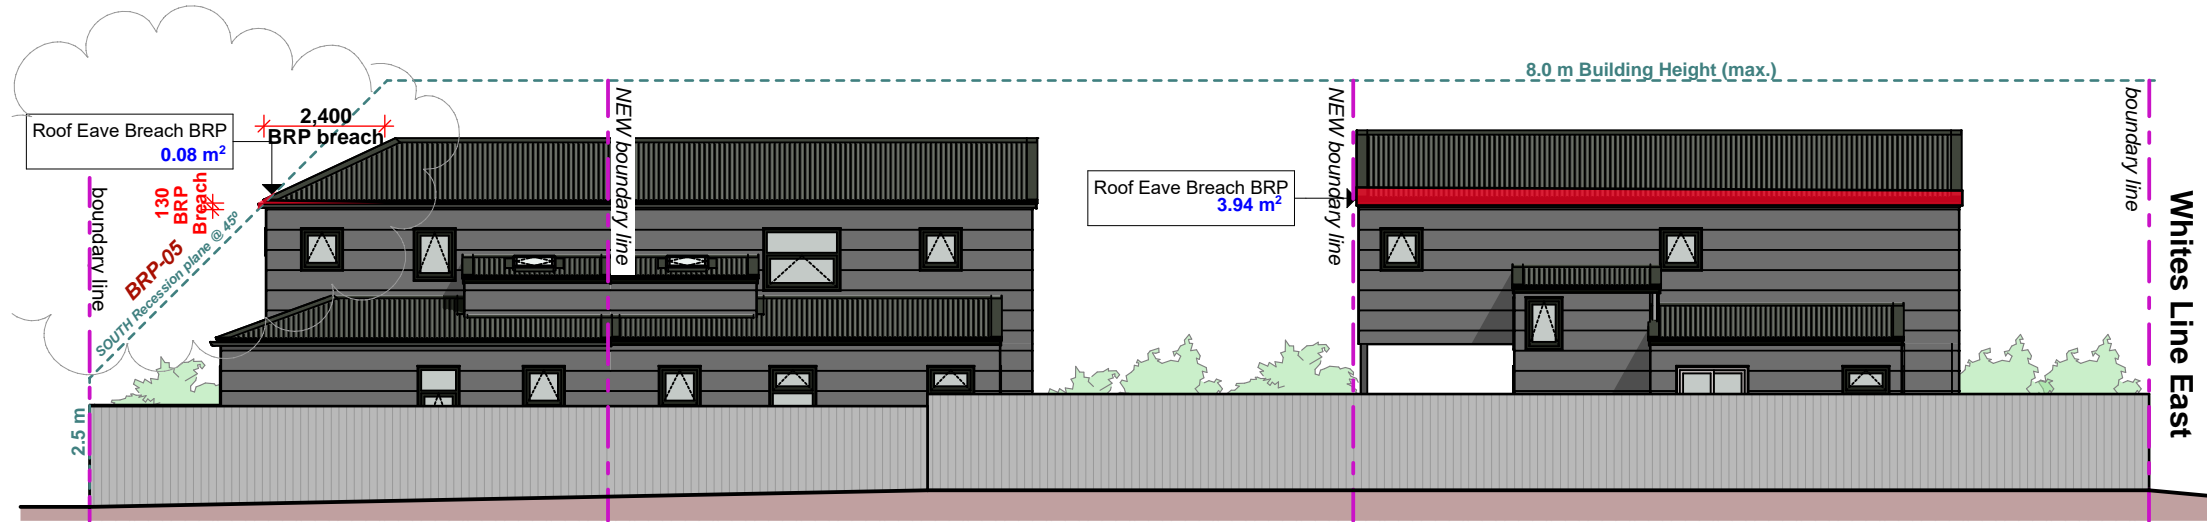 8.0 m Building Height (max.)
Roof Eave Breach BRP
0.08 m²
2,400
BRP breach
130
BRP
Breach
BRP-05
SOUTH Recession plane @ 45º
boundary line
2.5 m
NEW boundary line
Roof Eave Breach BRP
3.94 m²
NEW boundary line
boundary line
Whites Line East